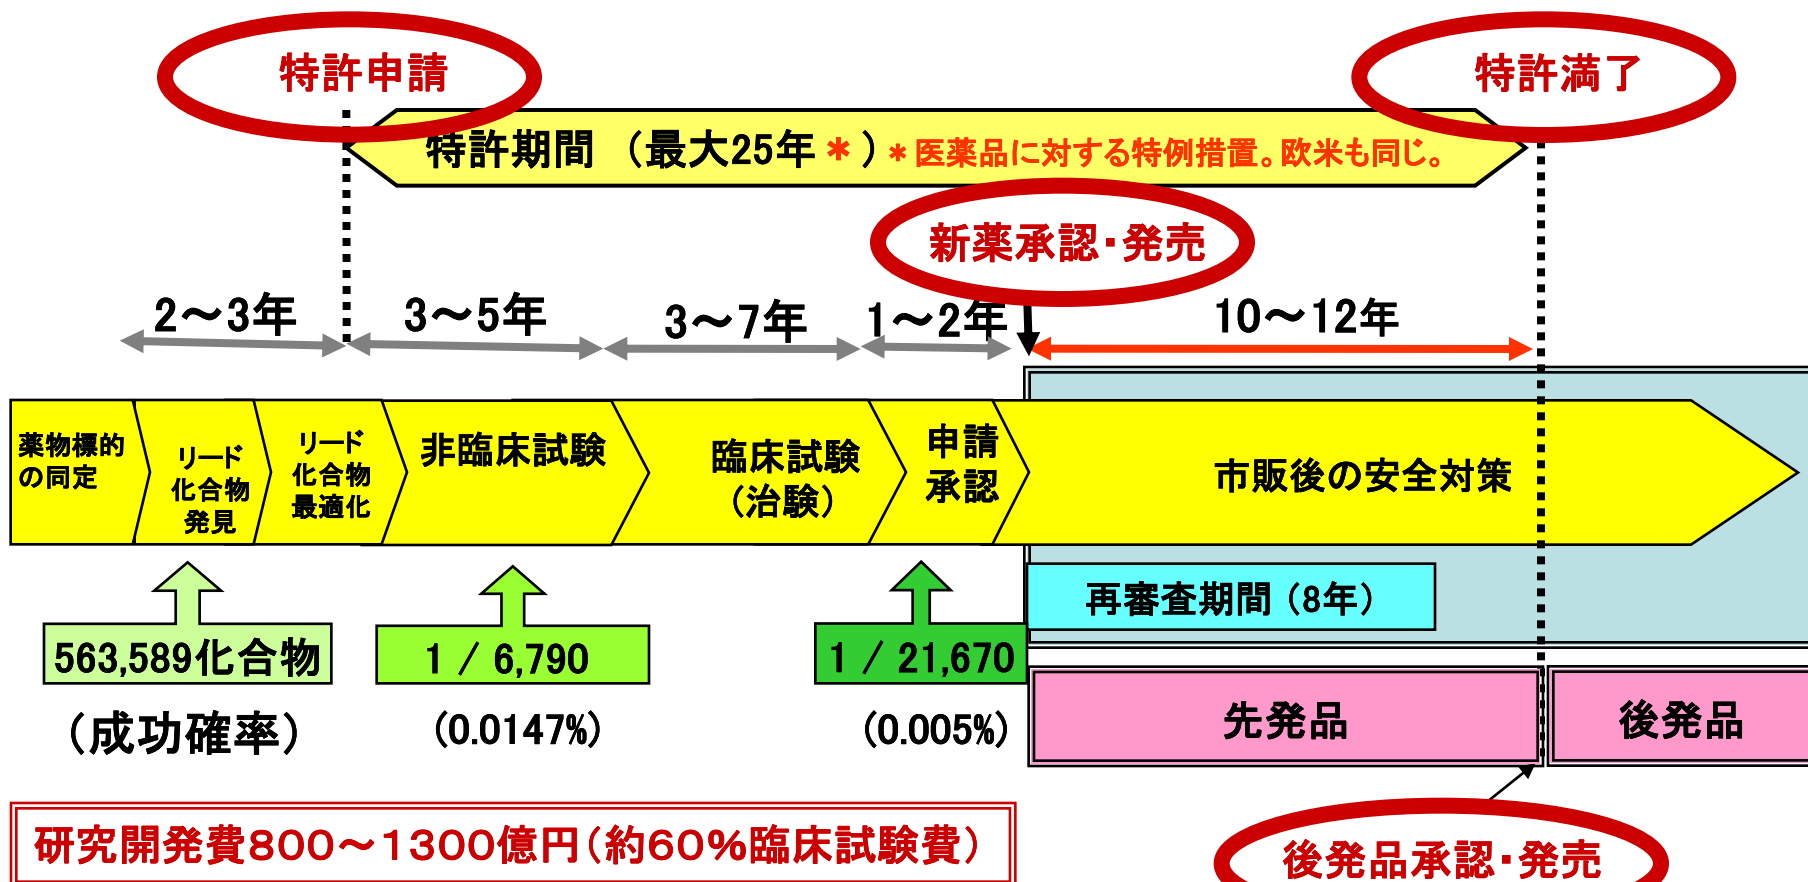 特許申請
特許満了
特許期間 (最大25年*) *医薬品に対する特例措置。欧米も同じ。
新薬承認・発売
2~3年
3~5年
3~7年
1~2年
10~12年
薬物標的
の同定
リード
化合物
発見
リード
化合物
最適化
非臨床試験
臨床試験
(治験)
申請
承認
市販後の安全対策
再審査期間 (8年)
563,589化合物
1 / 6,790
1 / 21,670
(成功確率)
(0.0147%)
(0.005%)
先発品
後発品
研究開発費800~1300億円(約60%臨床試験費)
後発品承認・発売